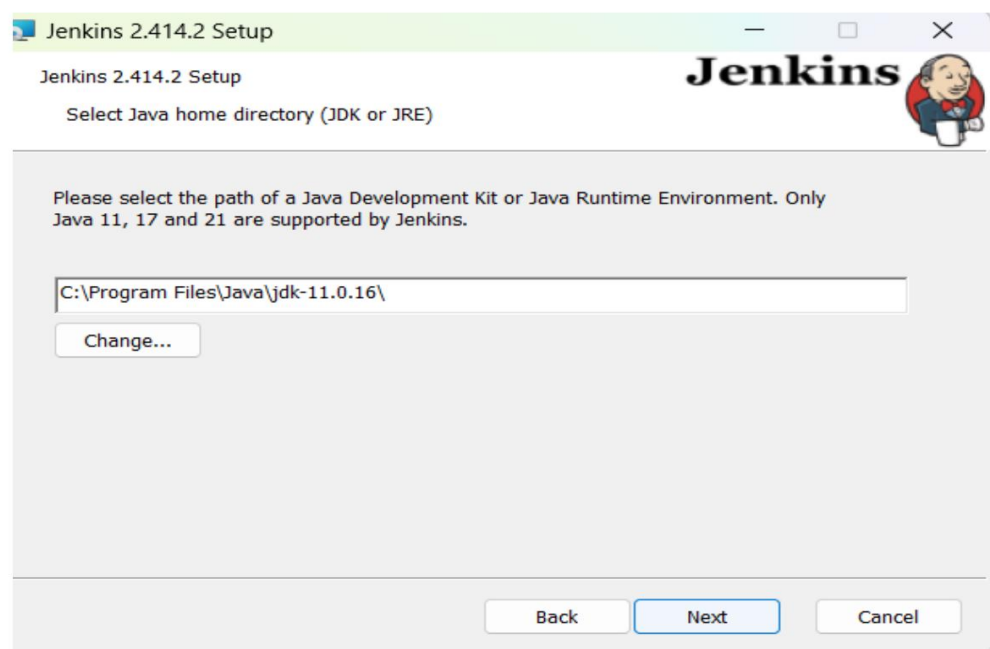 Jenkins 2.414.2 Setup
Jenkins 2.414.2 Setup
Jenkins
Select Java home directory (JDK or JRE)
Please select the path of a Java Development Kit or Java Runtime Environment. Only
Java 11, 17 and 21 are supported by Jenkins.
C:\Program Files\Java\jdk-11.0.16\
Change...
Back
Next
Cancel